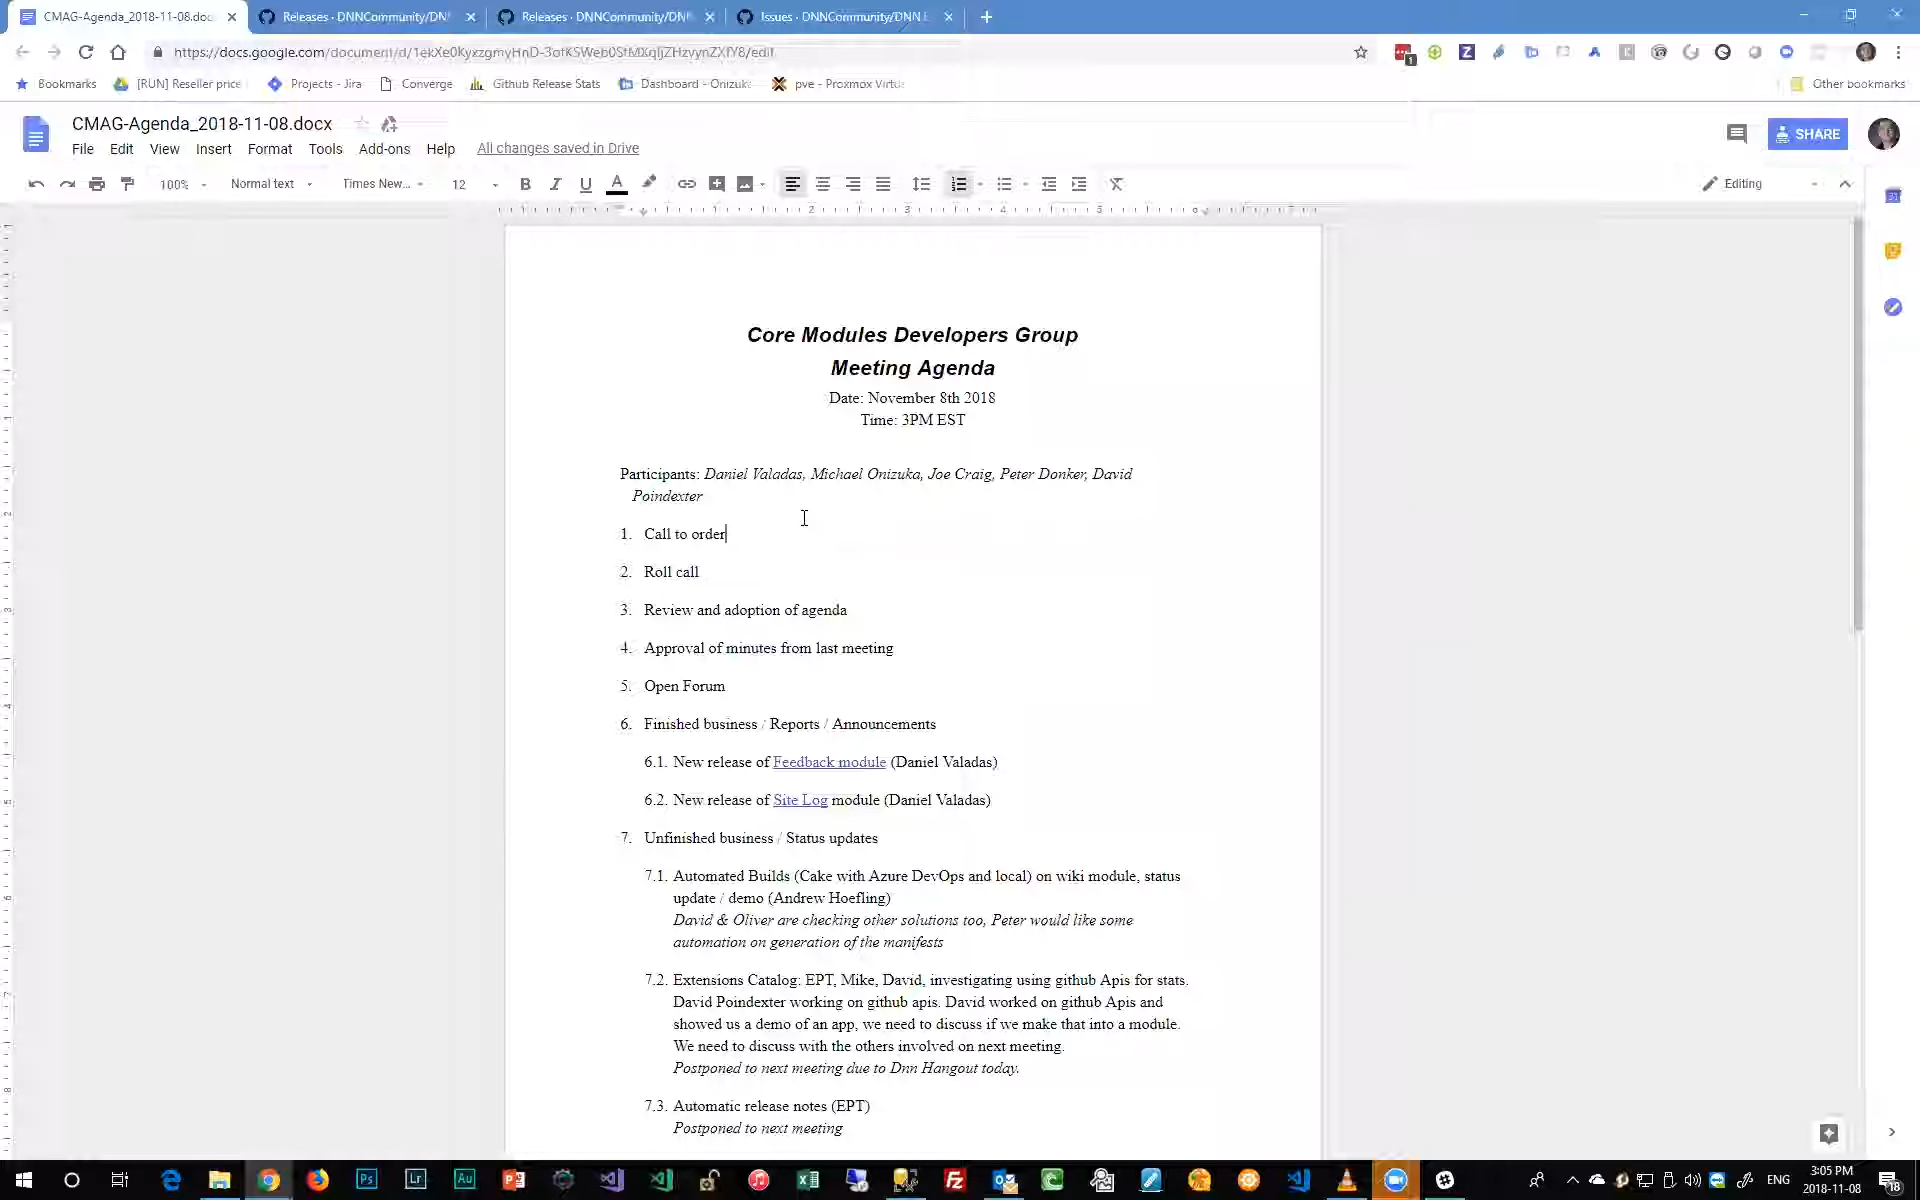 CMAG-Agenda_2018-11-08.doc
Releases · DNNCommunity/DN
Releases · DNNCommunity/DN
Issues · DNNCommunity/DNN
[RUN] Reseller price
Bookmarks
Projects - Jira
Converge
Github Release Stats
Dashboard - Onizuk
pve - Proxmox Virtu
Other bookmarks
CMAG-Agenda_2018-11-08.docx
SHARE
File Edit View Insert Format Tools Add-ons Help All changes saved in Drive
100% Normal text Times New... 12 B I U A Editing
Core Modules Developers Group
Meeting Agenda
Date: November 8th 2018
Time: 3PM EST
Participants: Daniel Valadas, Michael Onizuka, Joe Craig, Peter Donker, David
Poindexter
1. Call to order
2. Roll call
3. Review and adoption of agenda
4. Approval of minutes from last meeting
5. Open Forum
6. Finished business / Reports / Announcements
6.1. New release of Feedback module (Daniel Valadas)
6.2. New release of Site Log module (Daniel Valadas)
7. Unfinished business / Status updates
7.1. Automated Builds (Cake with Azure DevOps and local) on wiki module, status
update / demo (Andrew Hoefling)
David & Oliver are checking other solutions too, Peter would like some
automation on generation of the manifests
7.2. Extensions Catalog: EPT, Mike, David, investigating using github Apis for stats.
David Poindexter working on github apis. David worked on github Apis and
showed us a demo of an app, we need to discuss if we make that into a module.
We need to discuss with the others involved on next meeting.
Postponed to next meeting due to Dnn Hangout today.
7.3. Automatic release notes (EPT)
Postponed to next meeting
ENG
3:05 PM
2018-11-08
18